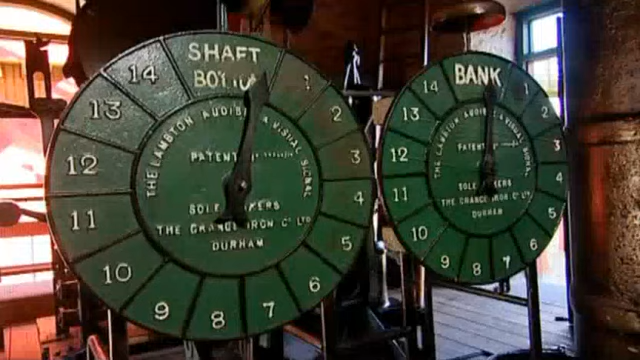 SHAFT
BOTTOM
1
2
3
4
5
6
7
8
9
10
11
12
13
14
THE LAMBTON AUDIBLE & VISUAL SIGNAL
PATENT
SOLE MAKERS
THE GRANGE IRON Cº LTD
DURHAM
BANK
1
2
3
4
5
6
7
8
9
10
11
12
13
14
THE LAMBTON AUDIBLE & VISUAL SIGNAL
PATENT
SOLE MAKERS
THE GRANGE IRON Cº LTD
DURHAM